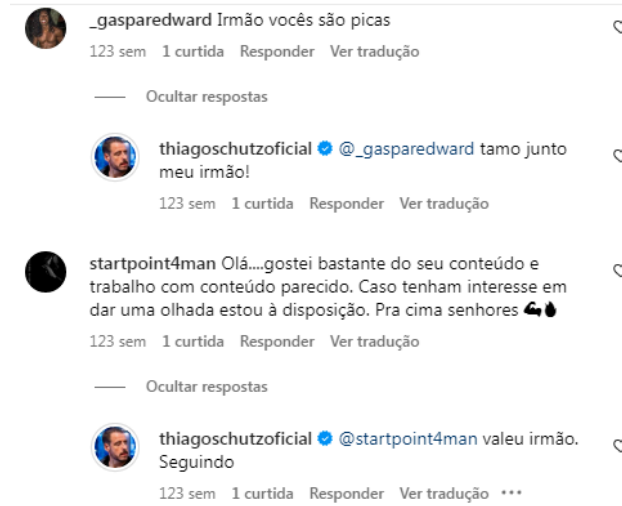 _gasparedward Irmão vocês são picas
123 sem 1 curtida Responder Ver tradução
Ocultar respostas
thiagoschutzoficial @_gasparedward tamo junto
meu irmão!
123 sem 1 curtida Responder Ver tradução
startpoint4man Olá....gostei bastante do seu conteúdo e
trabalho com conteúdo parecido. Caso tenham interesse em
dar uma olhada estou à disposição. Pra cima senhores 💪🔥
123 sem 1 curtida Responder Ver tradução
Ocultar respostas
thiagoschutzoficial @startpoint4man valeu irmão.
Seguindo
123 sem 1 curtida Responder Ver tradução •••